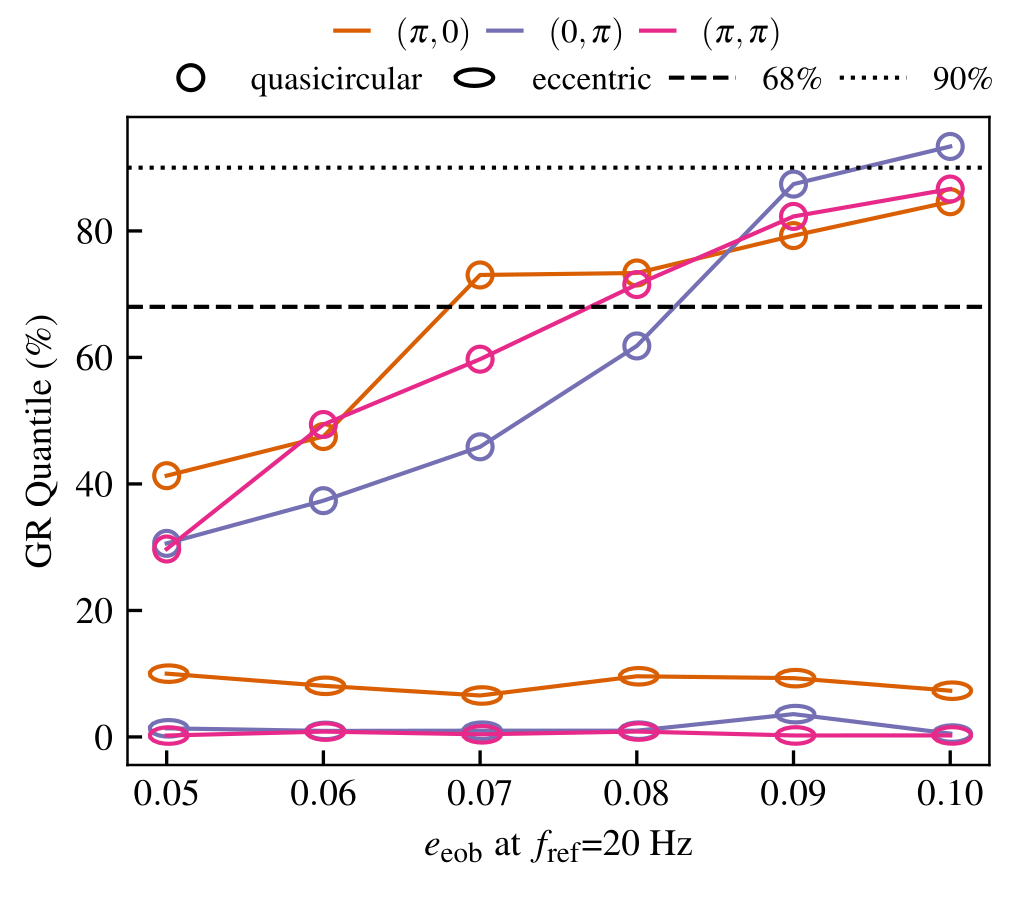 (π, 0) (0, π) (π, π)
quasicircular eccentric 68% 90%
80
60
40
20
0
GR Quantile (%)
0.05 0.06 0.07 0.08 0.09 0.10
e_eob at f_ref=20 Hz